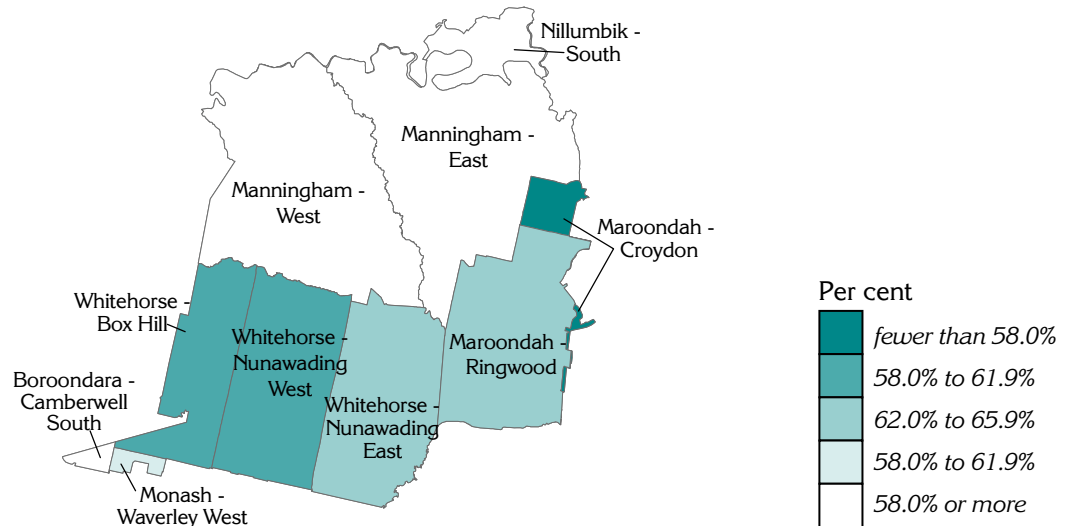 Nillumbik -
South
Manningham -
East
Manningham -
West
Maroondah -
Croydon
Whitehorse -
Box Hill
Whitehorse -
Nunawading
West
Maroondah -
Ringwood
Boroondara -
Camberwell
South
Whitehorse -
Nunawading
East
Monash -
Waverley West
Per cent
fewer than 58.0%
58.0% to 61.9%
62.0% to 65.9%
58.0% to 61.9%
58.0% or more